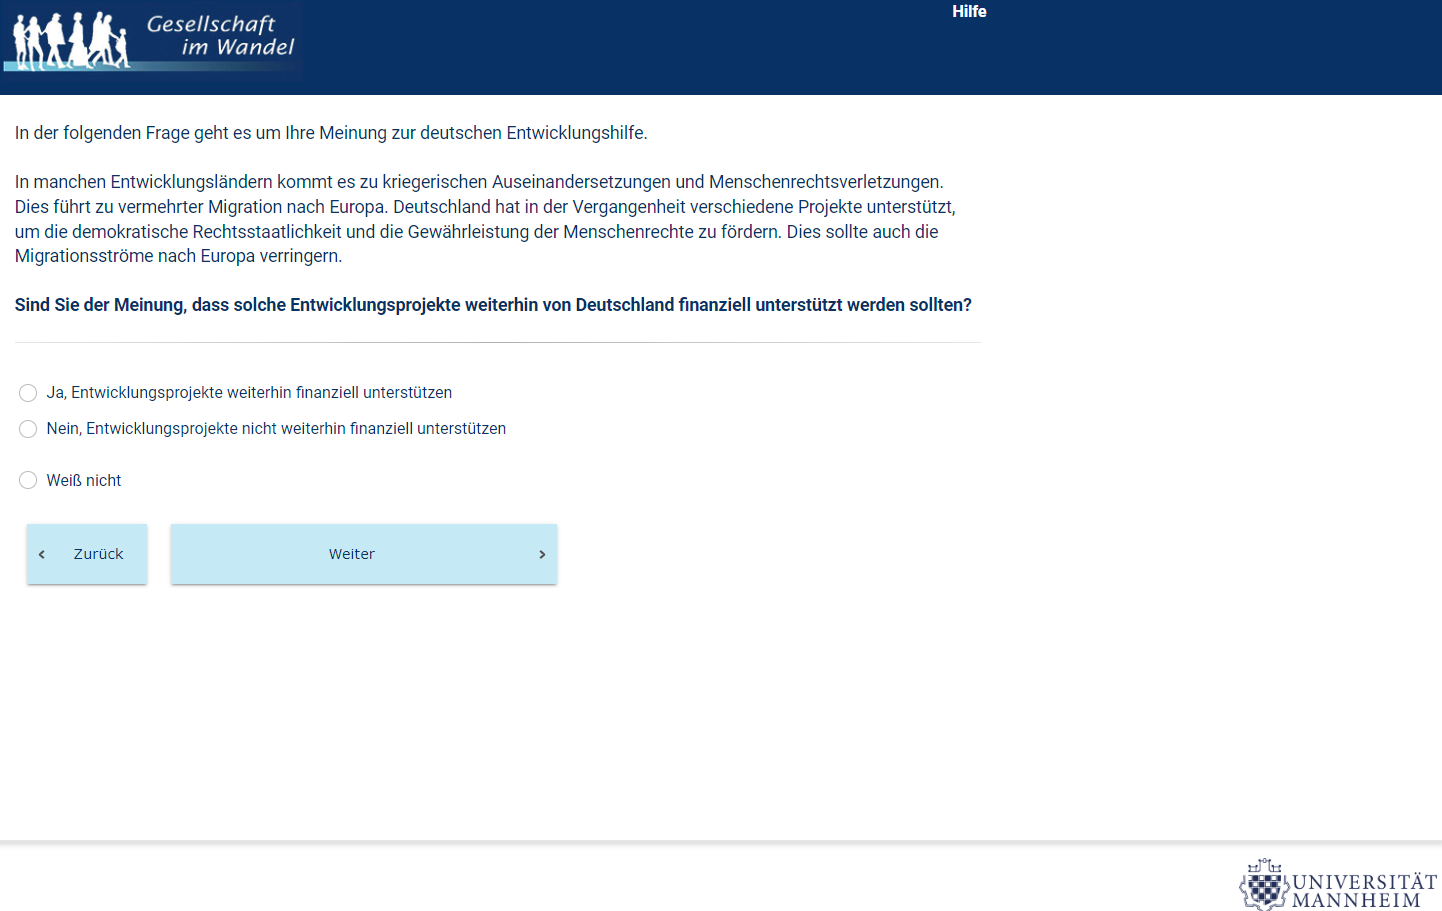 Gesellschaft
im Wandel
Hilfe
In der folgenden Frage geht es um Ihre Meinung zur deutschen Entwicklungshilfe.
In manchen Entwicklungsländern kommt es zu kriegerischen Auseinandersetzungen und Menschenrechtsverletzungen.
Dies führt zu vermehrter Migration nach Europa. Deutschland hat in der Vergangenheit verschiedene Projekte unterstützt,
um die demokratische Rechtsstaatlichkeit und die Gewährleistung der Menschenrechte zu fördern. Dies sollte auch die
Migrationsströme nach Europa verringern.
Sind Sie der Meinung, dass solche Entwicklungsprojekte weiterhin von Deutschland finanziell unterstützt werden sollten?
Ja, Entwicklungsprojekte weiterhin finanziell unterstützen
Nein, Entwicklungsprojekte nicht weiterhin finanziell unterstützen
Weiß nicht
‹ Zurück
Weiter ›
UNIVERSITÄT
MANNHEIM